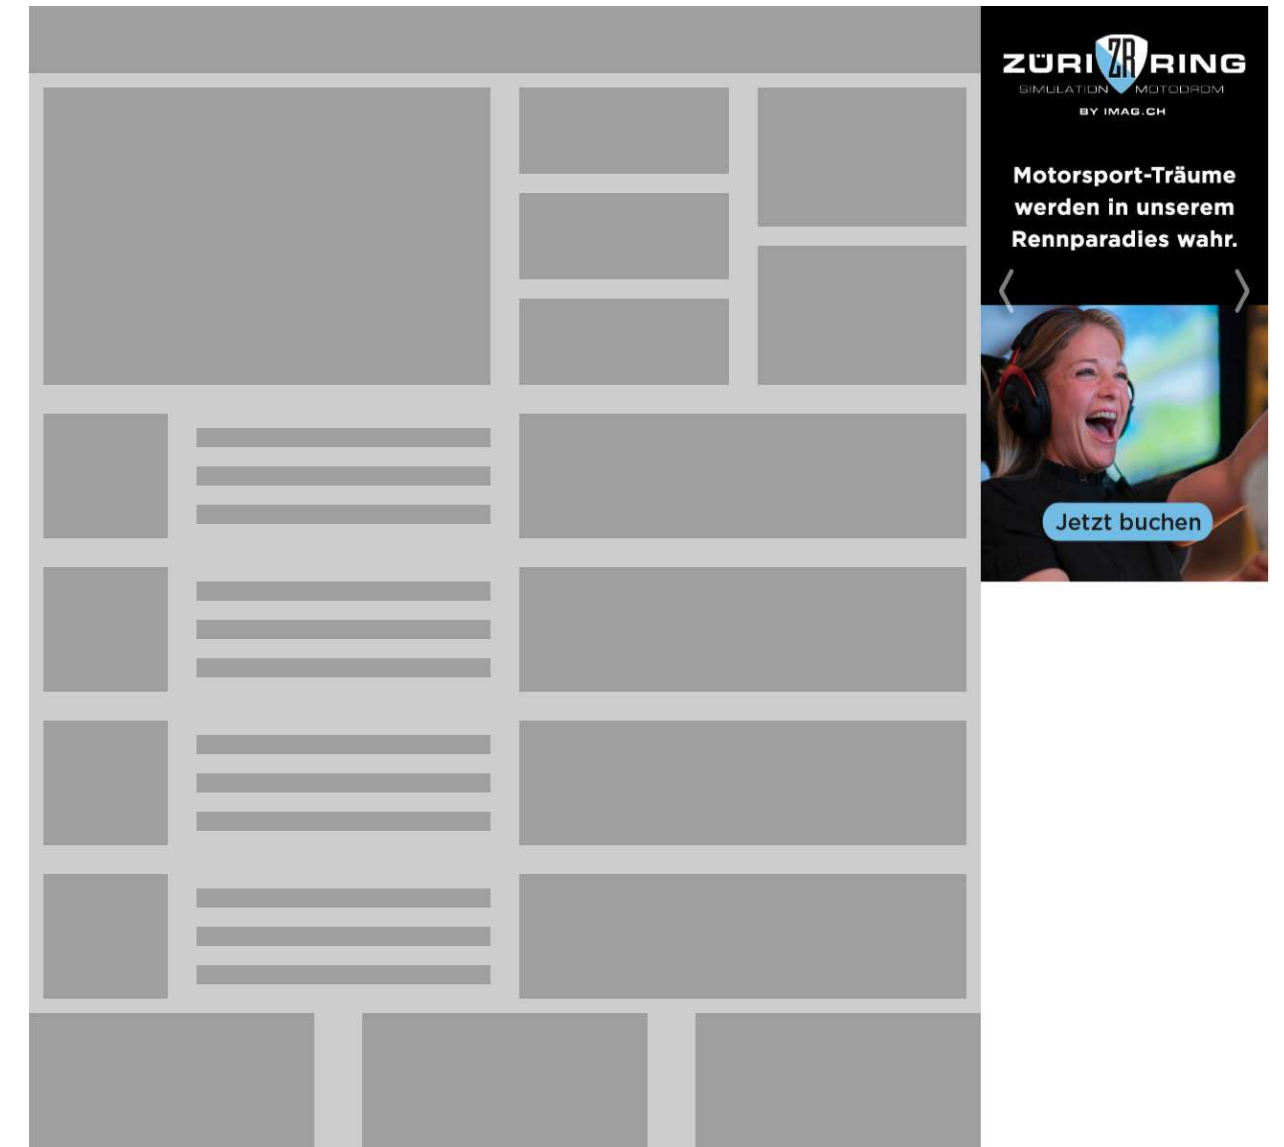 ZÜRI ZR RING
SIMULATION MOTODROM
BY IMAG.CH
Motorsport-Träume
werden in unserem
Rennparadies wahr.
Jetzt buchen